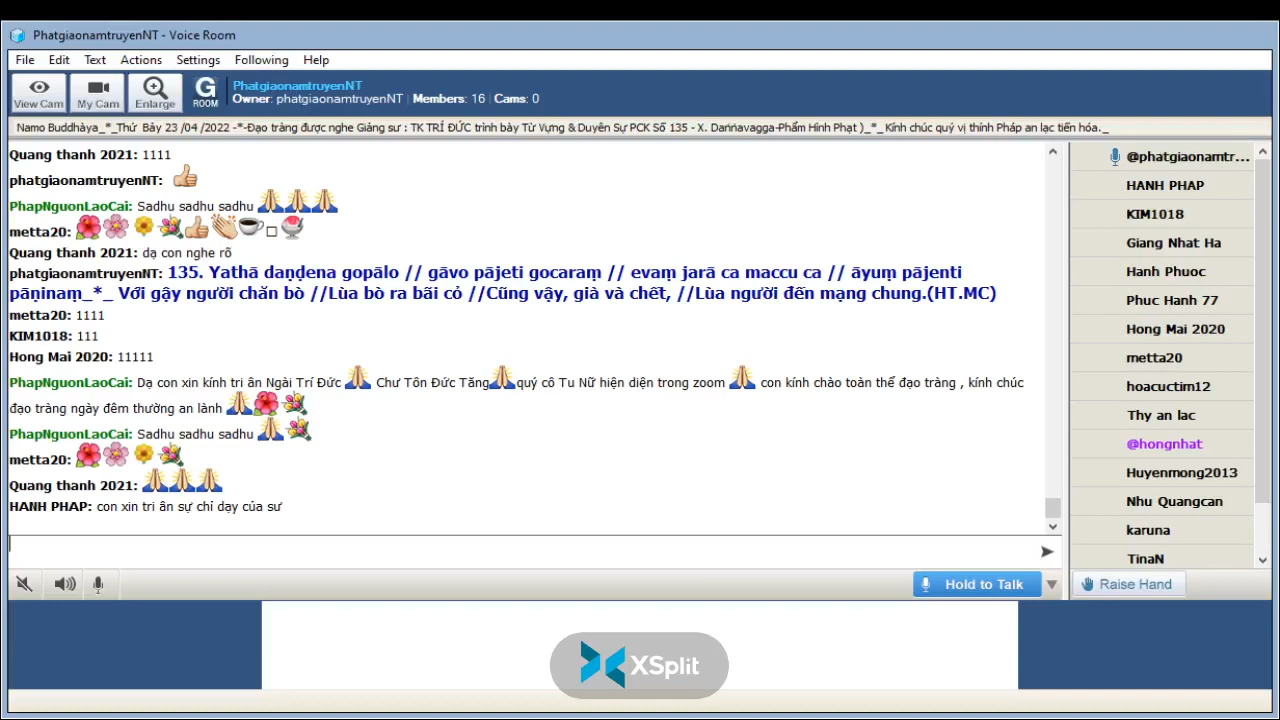 PhatgiaonamtruyenNT - Voice Room
File Edit Text Actions Settings Following Help
View Cam My Cam Enlarge G ROOM
PhatgiaonamtruyenNT
Owner: phatgiaonamtruyenNT | Members: 16 | Cams: 0
Namo Buddhàya_*_Thứ Bảy 23 /04 /2022 -*-Đạo tràng được nghe Giảng sư : TK TRÍ ĐỨC trình bày Từ Vựng & Duyên Sự PCK Số 135 - X. Daṇṇavagga-Phẩm Hình Phạt )_*_ Kính chúc quý vị thính Pháp an lạc tiến hóa._
Quang thanh 2021: 1111
phatgiaonamtruyenNT:
PhapNguonLaoCai: Sadhu sadhu sadhu
metta20:
Quang thanh 2021: dạ con nghe rõ
phatgiaonamtruyenNT: 135. Yathā daṇḍena gopālo // gāvo pājeti gocaraṃ // evaṃ jarā ca maccu ca // āyuṃ pājenti
pāṇinaṃ_*_ Với gậy người chăn bò //Lùa bò ra bãi cỏ //Cũng vậy, già và chết, //Lùa người đến mạng chung.(HT.MC)
metta20: 1111
KIM1018: 111
Hong Mai 2020: 11111
PhapNguonLaoCai: Dạ con xin kính tri ân Ngài Trí Đức Chư Tôn Đức Tăng quý cô Tu Nữ hiện diện trong zoom con kính chào toàn thể đạo tràng , kính chúc
đạo tràng ngày đêm thường an lành
PhapNguonLaoCai: Sadhu sadhu sadhu
metta20:
Quang thanh 2021:
HANH PHAP: con xin tri ân sự chỉ dạy của sư
@phatgiaonamtr...
HANH PHAP
KIM1018
Giang Nhat Ha
Hanh Phuoc
Phuc Hanh 77
Hong Mai 2020
metta20
hoacuctim12
Thy an lac
@hongnhat
Huyenmong2013
Nhu Quangcan
karuna
TinaN
Hold to Talk
Raise Hand
XSplit